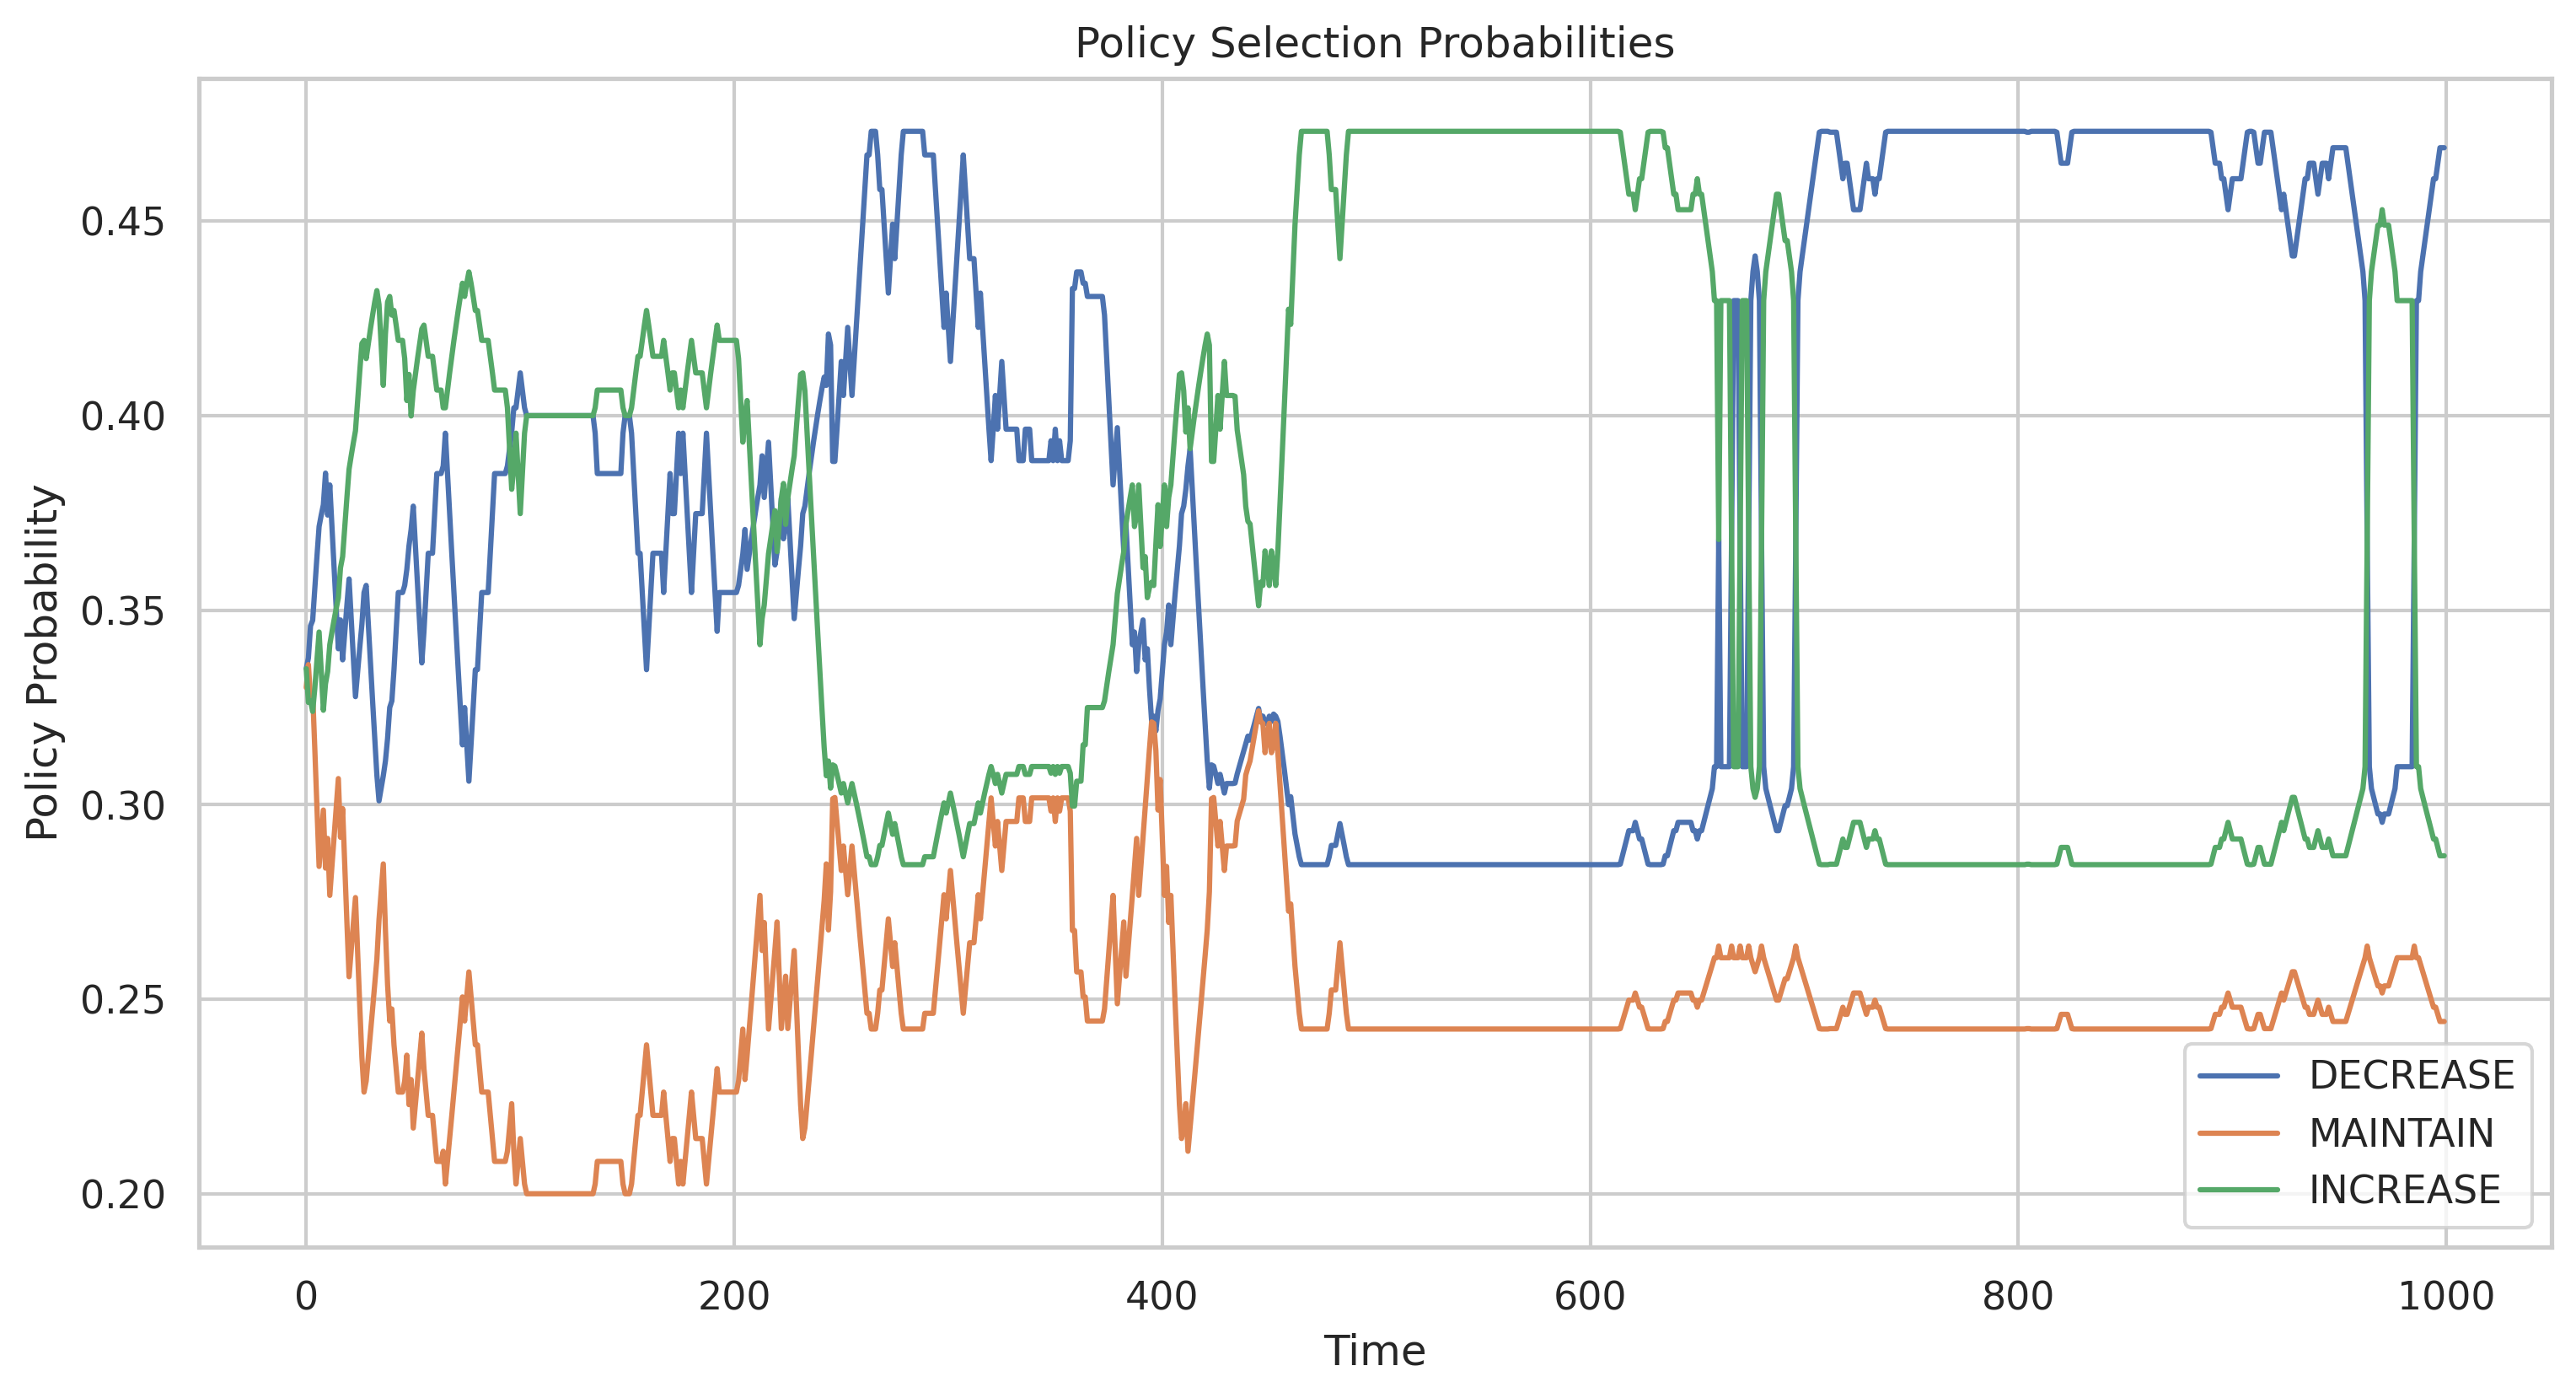 Policy Selection Probabilities
Policy Probability
0.45
0.40
0.35
0.30
0.25
0.20
0 200 400 600 800 1000
Time
DECREASE
MAINTAIN
INCREASE